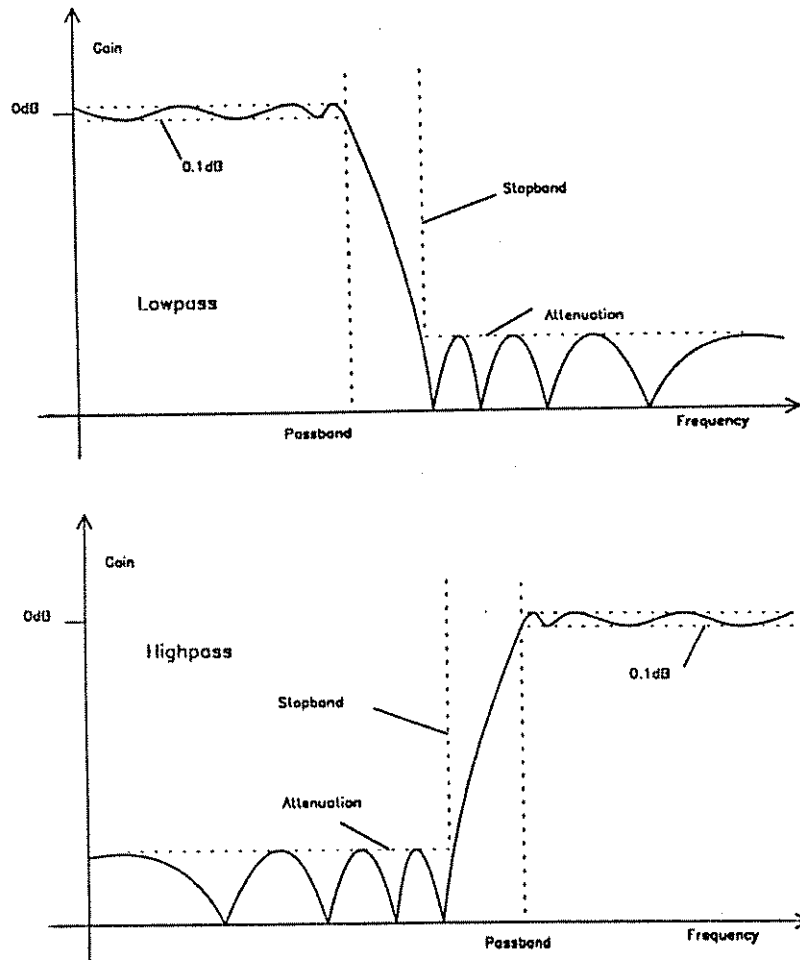 Gain
0dB
0.1dB
Stopband
Lowpass
Attenuation
Passband
Frequency
Gain
0dB
Highpass
0.1dB
Stopband
Attenuation
Passband
Frequency